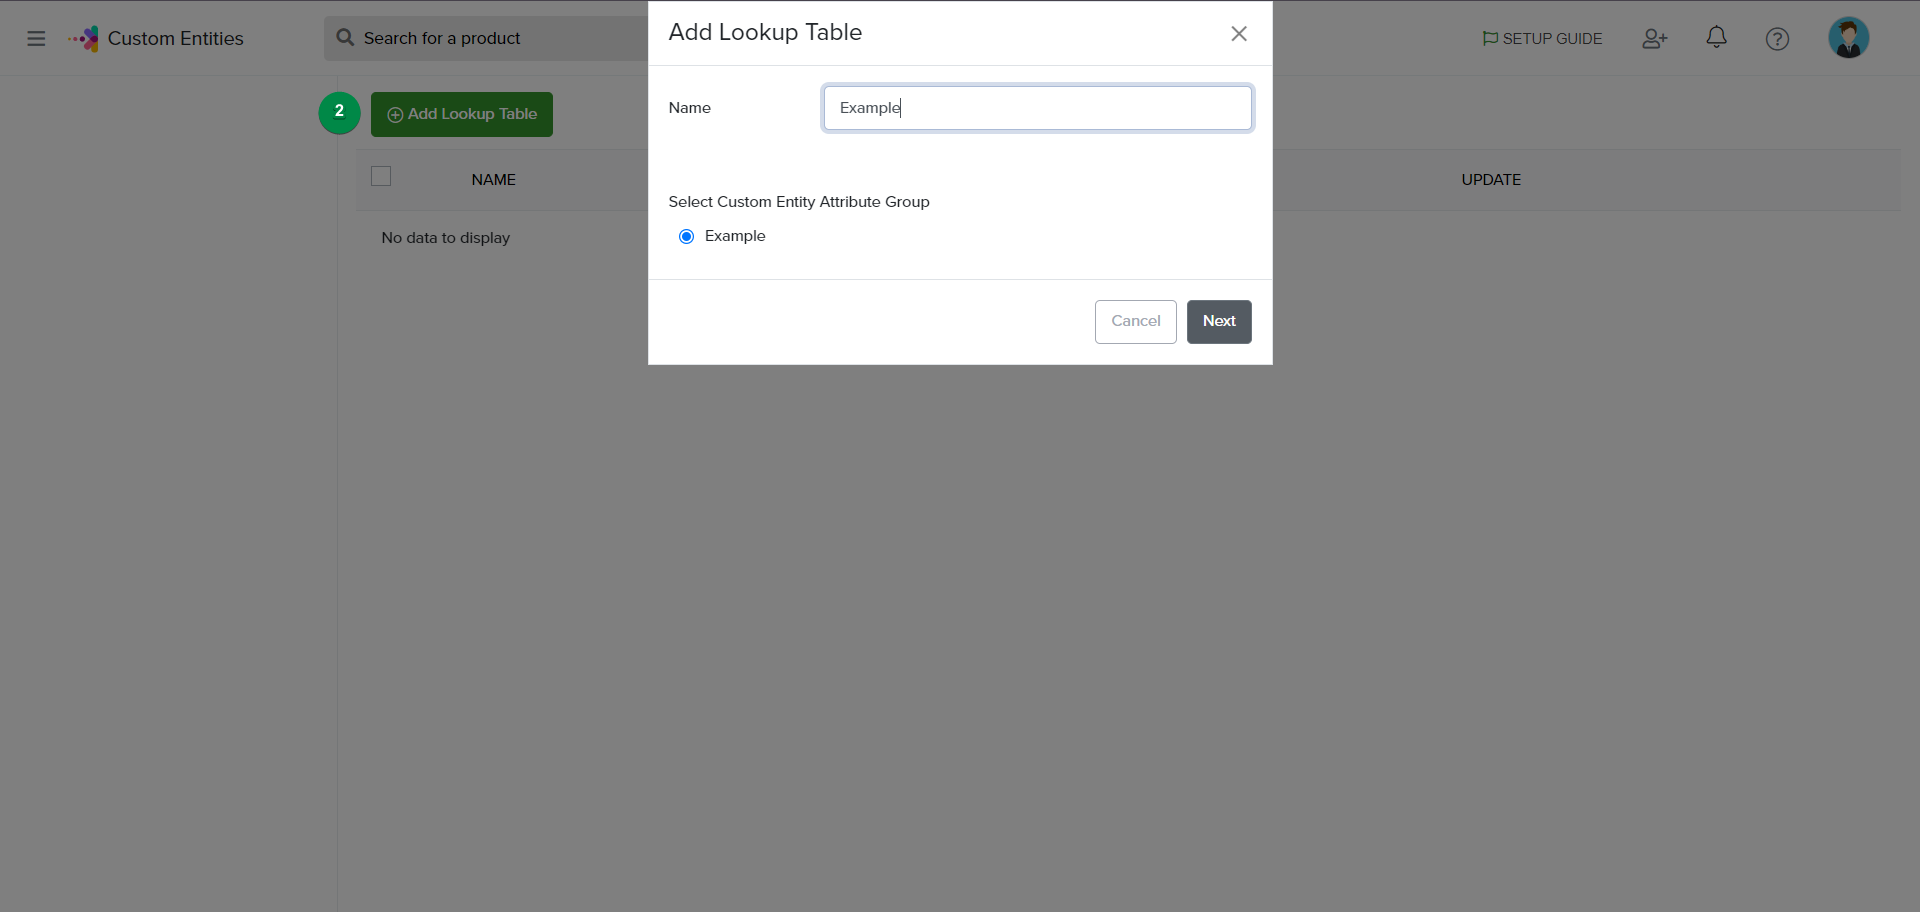 Custom Entities
Search for a product
SETUP GUIDE
?
2
Add Lookup Table
NAME
UPDATE
No data to display
Add Lookup Table
Name
Example
Select Custom Entity Attribute Group
Example
Cancel
Next